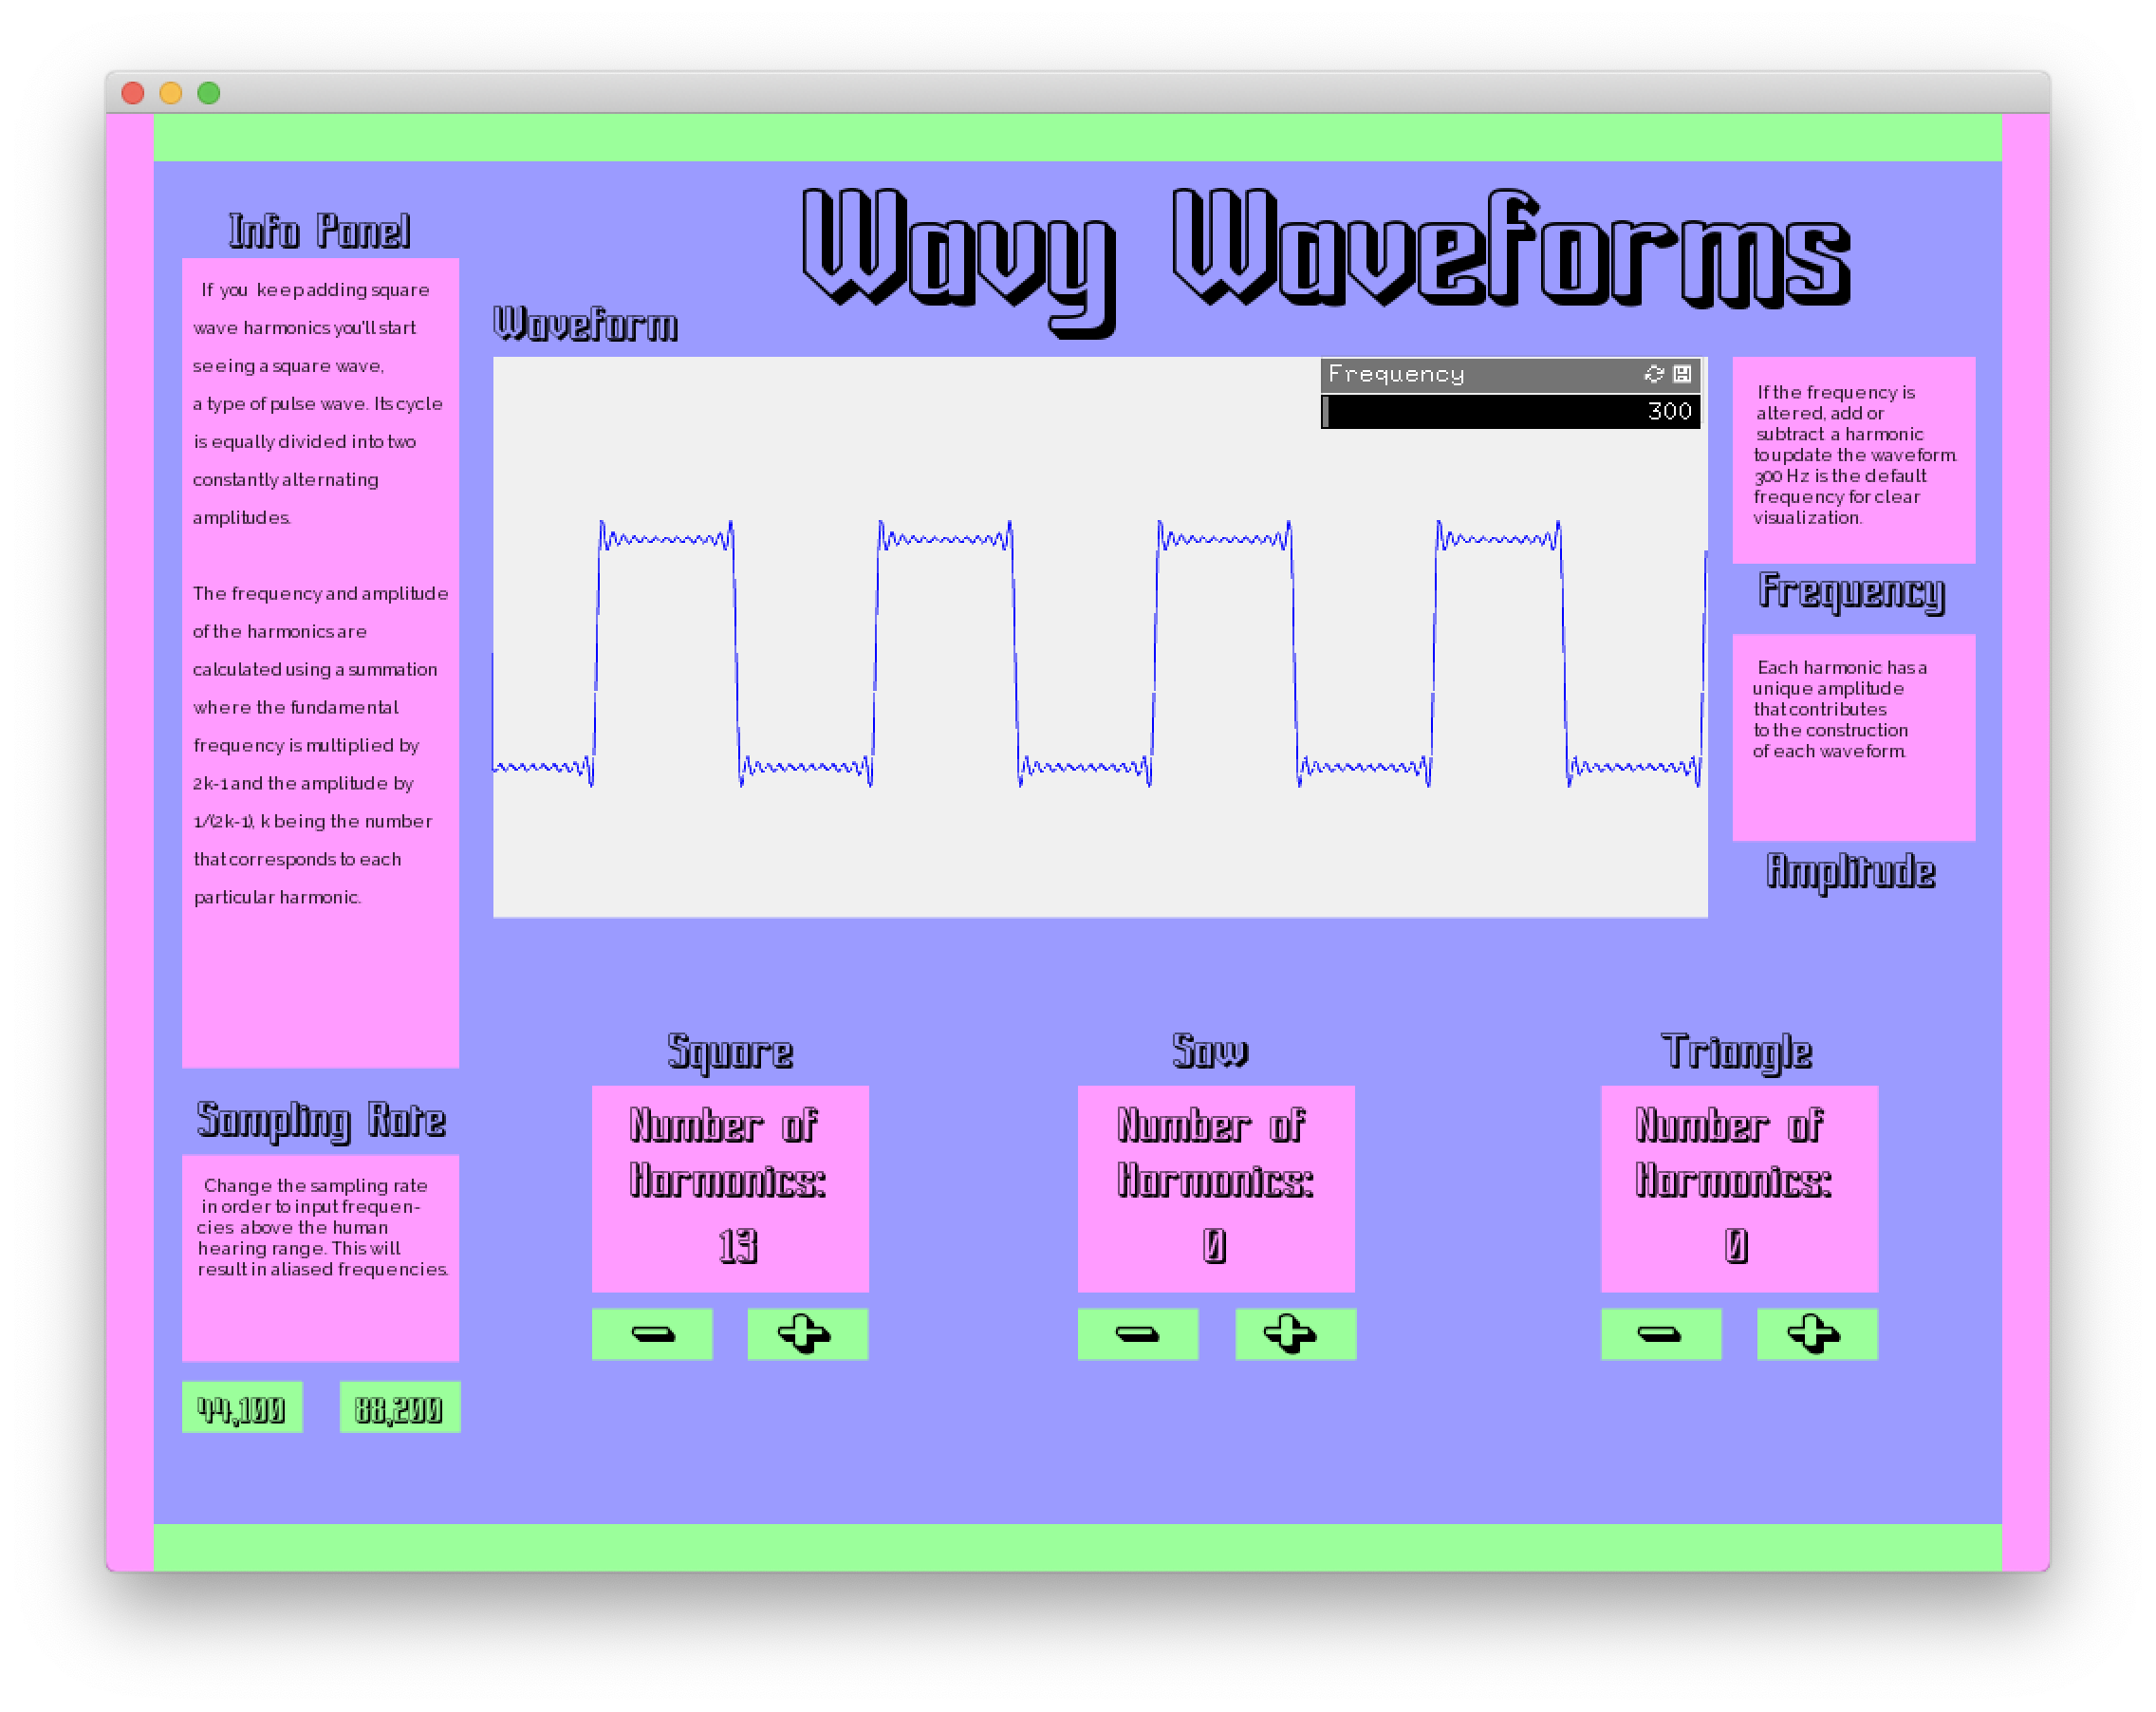 Wavy Waveforms
Info Panel
If you keep adding square
wave harmonics you'll start
seeing a square wave,
a type of pulse wave. Its cycle
is equally divided into two
constantly alternating
amplitudes.
The frequency and amplitude
of the harmonics are
calculated using a summation
where the fundamental
frequency is multiplied by
2k-1 and the amplitude by
1/(2k-1), k being the number
that corresponds to each
particular harmonic.
Waveform
Frequency
300
If the frequency is
altered, add or
subtract a harmonic
to update the waveform.
300 Hz is the default
frequency for clear
visualization.
Frequency
Each harmonic has a
unique amplitude
that contributes
to the construction
of each waveform.
Amplitude
Sampling Rate
Change the sampling rate
in order to input frequen-
cies above the human
hearing range. This will
result in aliased frequencies.
44,100
88,200
Square
Number of
Harmonics:
13
-
+
Saw
Number of
Harmonics:
0
-
+
Triangle
Number of
Harmonics:
0
-
+